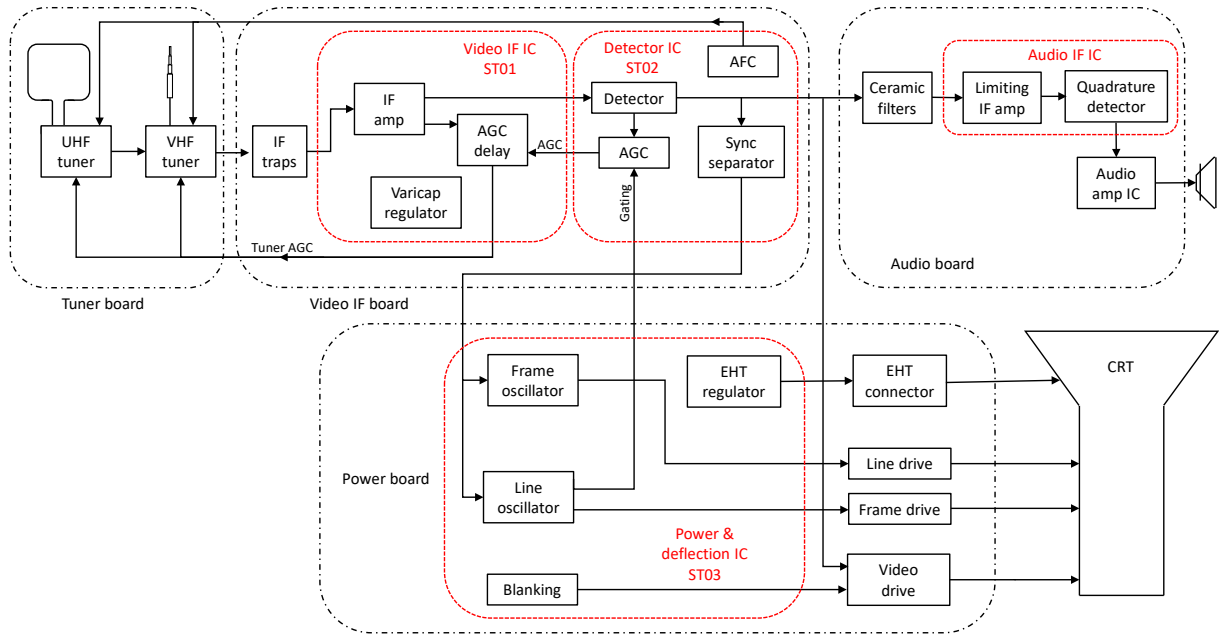 Video IF IC
ST01
Detector IC
ST02
AFC
Audio IF IC
UHF
tuner
VHF
tuner
IF
traps
IF
amp
AGC
delay
Varicap
regulator
AGC
Detector
AGC
Gating
Sync
separator
Ceramic
filters
Limiting
IF amp
Quadrature
detector
Audio
amp IC
Tuner AGC
Tuner board
Video IF board
Audio board
Frame
oscillator
EHT
regulator
EHT
connector
CRT
Power board
Line
oscillator
Line drive
Frame drive
Power &
deflection IC
ST03
Blanking
Video
drive